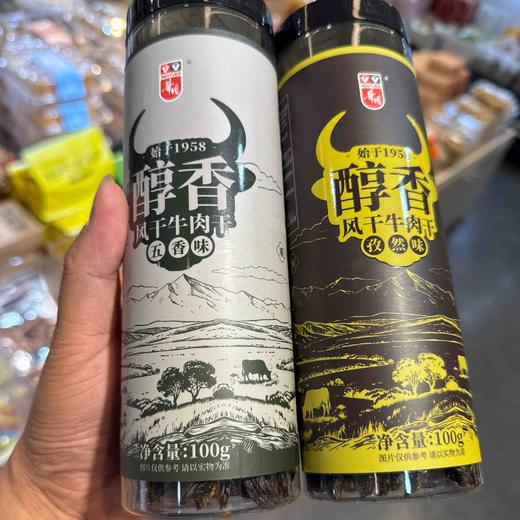 始于1958
醇香
风干牛肉干
五香味
净含量:100g
图片仅供参考 请以实物为准
始于195
醇香
风干牛肉干
孜然味
净含量:100g
图片仅供参考 请以实物为准